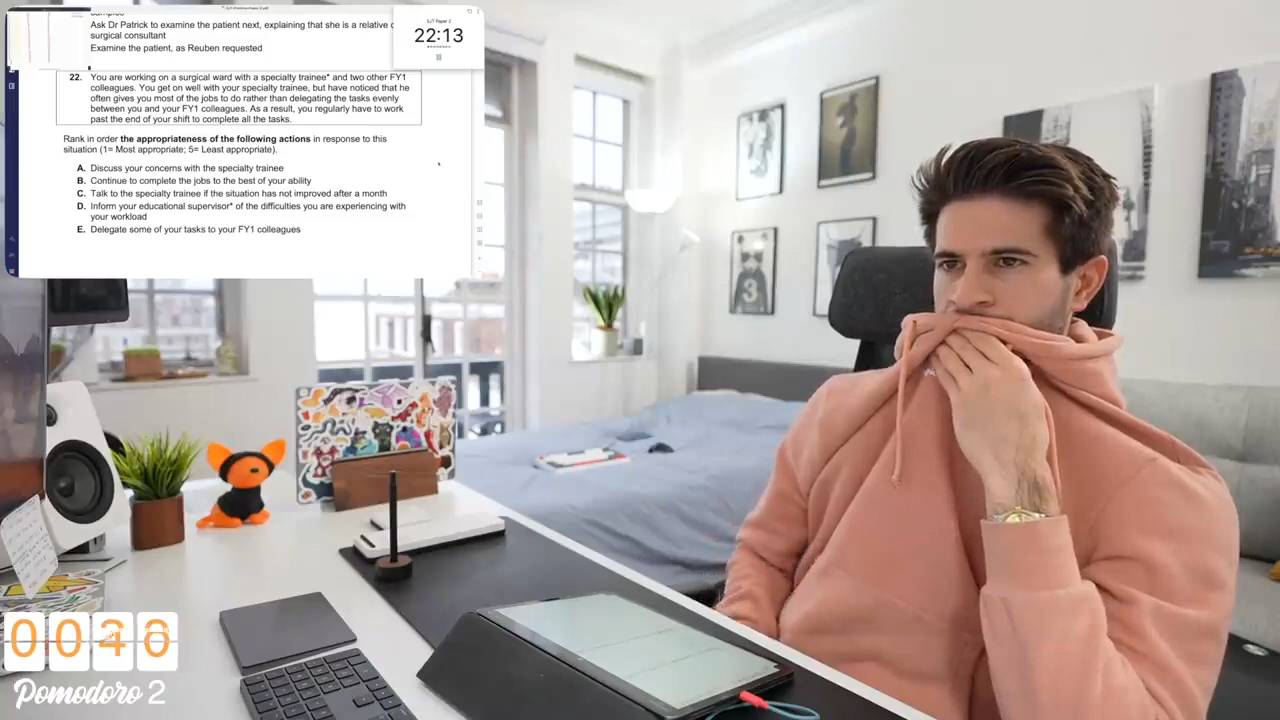 Ask Dr Patrick to examine the patient next, explaining that she is a relative
surgical consultant
Examine the patient, as Reuben requested
SJT Paper 2
22:13
22. You are working on a surgical ward with a specialty trainee* and two other FY1
colleagues. You get on well with your specialty trainee, but have noticed that he
often gives you most of the jobs to do rather than delegating the tasks evenly
between you and your FY1 colleagues. As a result, you regularly have to work
past the end of your shift to complete all the tasks.
Rank in order the appropriateness of the following actions in response to this
situation (1= Most appropriate; 5= Least appropriate).
A. Discuss your concerns with the specialty trainee
B. Continue to complete the jobs to the best of your ability
C. Talk to the specialty trainee if the situation has not improved after a month
D. Inform your educational supervisor* of the difficulties you are experiencing with
your workload
E. Delegate some of your tasks to your FY1 colleagues
3
00
Pomodoro 2